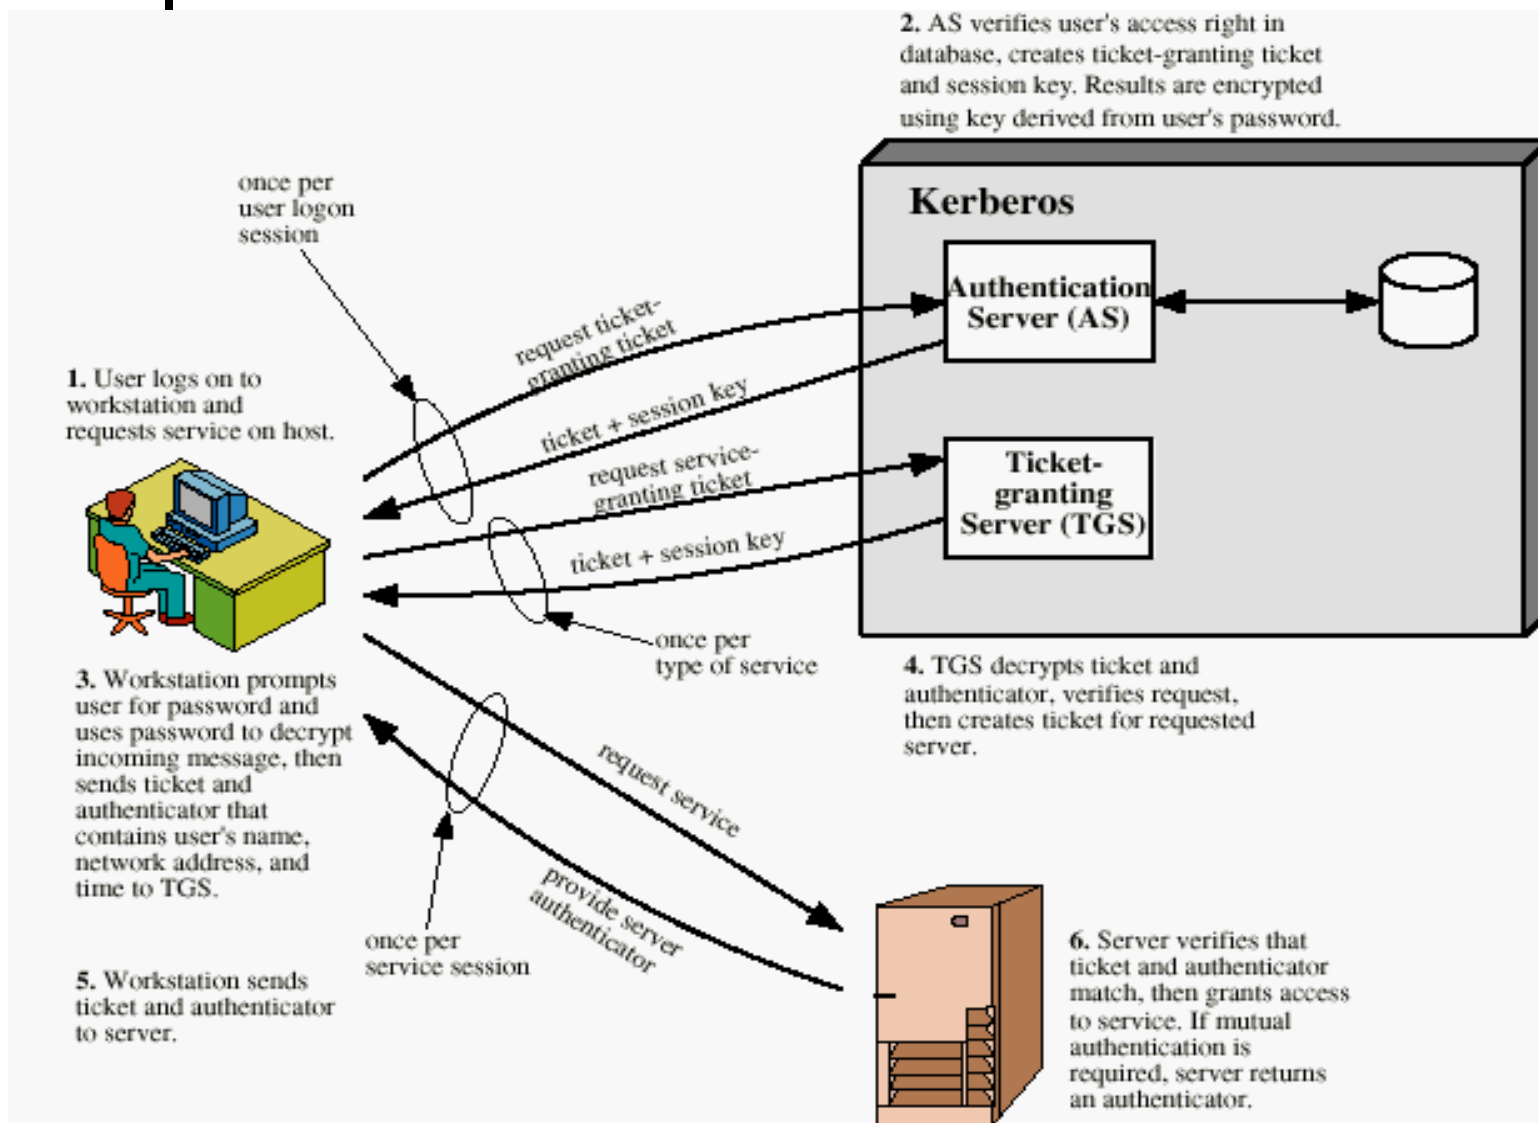 2. AS verifies user's access right in
database, creates ticket-granting ticket
and session key. Results are encrypted
using key derived from user's password.
once per
user logon
session
Kerberos
Authentication
Server (AS)
request ticket-
granting ticket
1. User logs on to
workstation and
requests service on host.
ticket + session key
request service-
granting ticket
Ticket-
granting
Server (TGS)
ticket + session key
once per
type of service
3. Workstation prompts
user for password and
uses password to decrypt
incoming message, then
sends ticket and
authenticator that
contains user's name,
network address, and
time to TGS.
4. TGS decrypts ticket and
authenticator, verifies request,
then creates ticket for requested
server.
request service
provide server
authenticator
once per
service session
5. Workstation sends
ticket and authenticator
to server.
6. Server verifies that
ticket and authenticator
match, then grants access
to service. If mutual
authentication is
required, server returns
an authenticator.